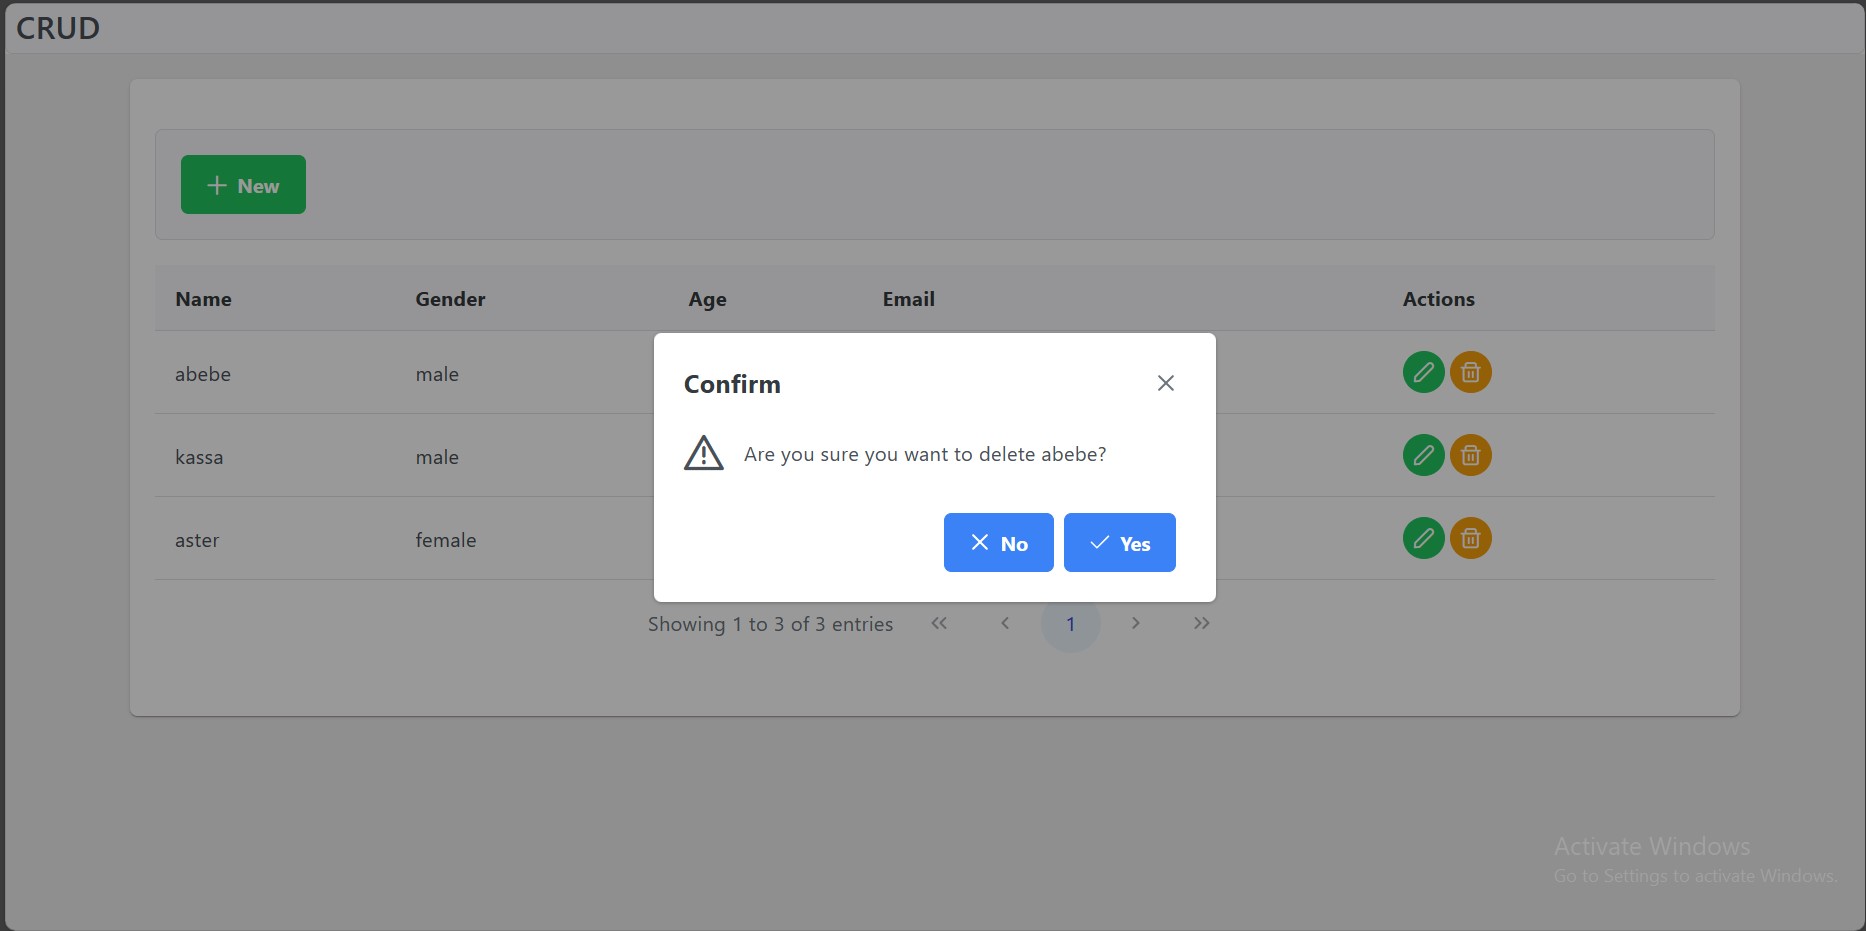 CRUD
New
Name Gender Age Email Actions
abebe male
kassa male
aster female
Confirm
Are you sure you want to delete abebe?
No Yes
Showing 1 to 3 of 3 entries 1
Activate Windows
Go to Settings to activate Windows.